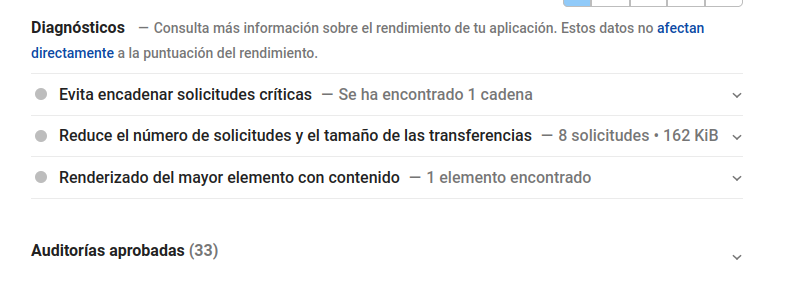 Diagnósticos — Consulta más información sobre el rendimiento de tu aplicación. Estos datos no afectan
directamente a la puntuación del rendimiento.
Evita encadenar solicitudes críticas — Se ha encontrado 1 cadena
Reduce el número de solicitudes y el tamaño de las transferencias — 8 solicitudes • 162 KiB
Renderizado del mayor elemento con contenido — 1 elemento encontrado
Auditorías aprobadas (33)